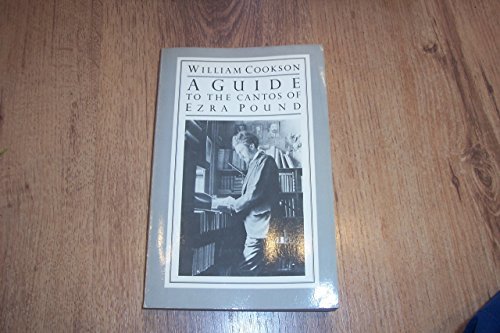 WILLIAM COOKSON
A GUIDE
TO THE CANTOS OF
EZRA POUND